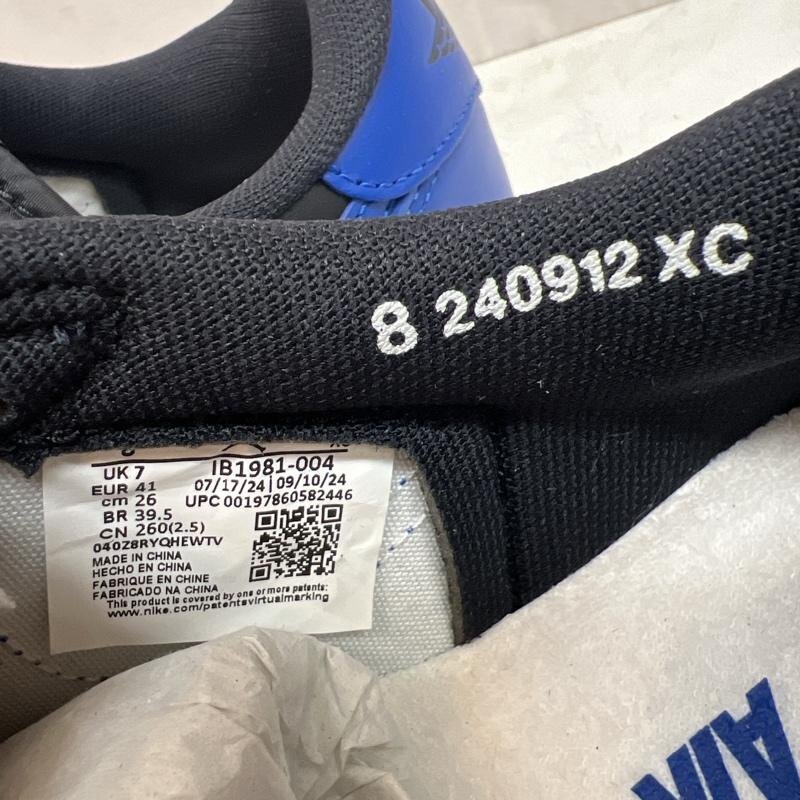 8 240912 XC
UK 7
IB1981-004
EUR 41
07/17/24|09/10/24
cm 26
UPC 00197860582446
BR 39.5
CN 260(2.5)
040Z8RYQHEWTV
MADE IN CHINA
HECHO EN CHINA
FABRIQUE EN CHINE
FABRICADO NA CHINA
This product is covered by one or more patents:
www.nike.com/patentsvirtualmarking
AIR